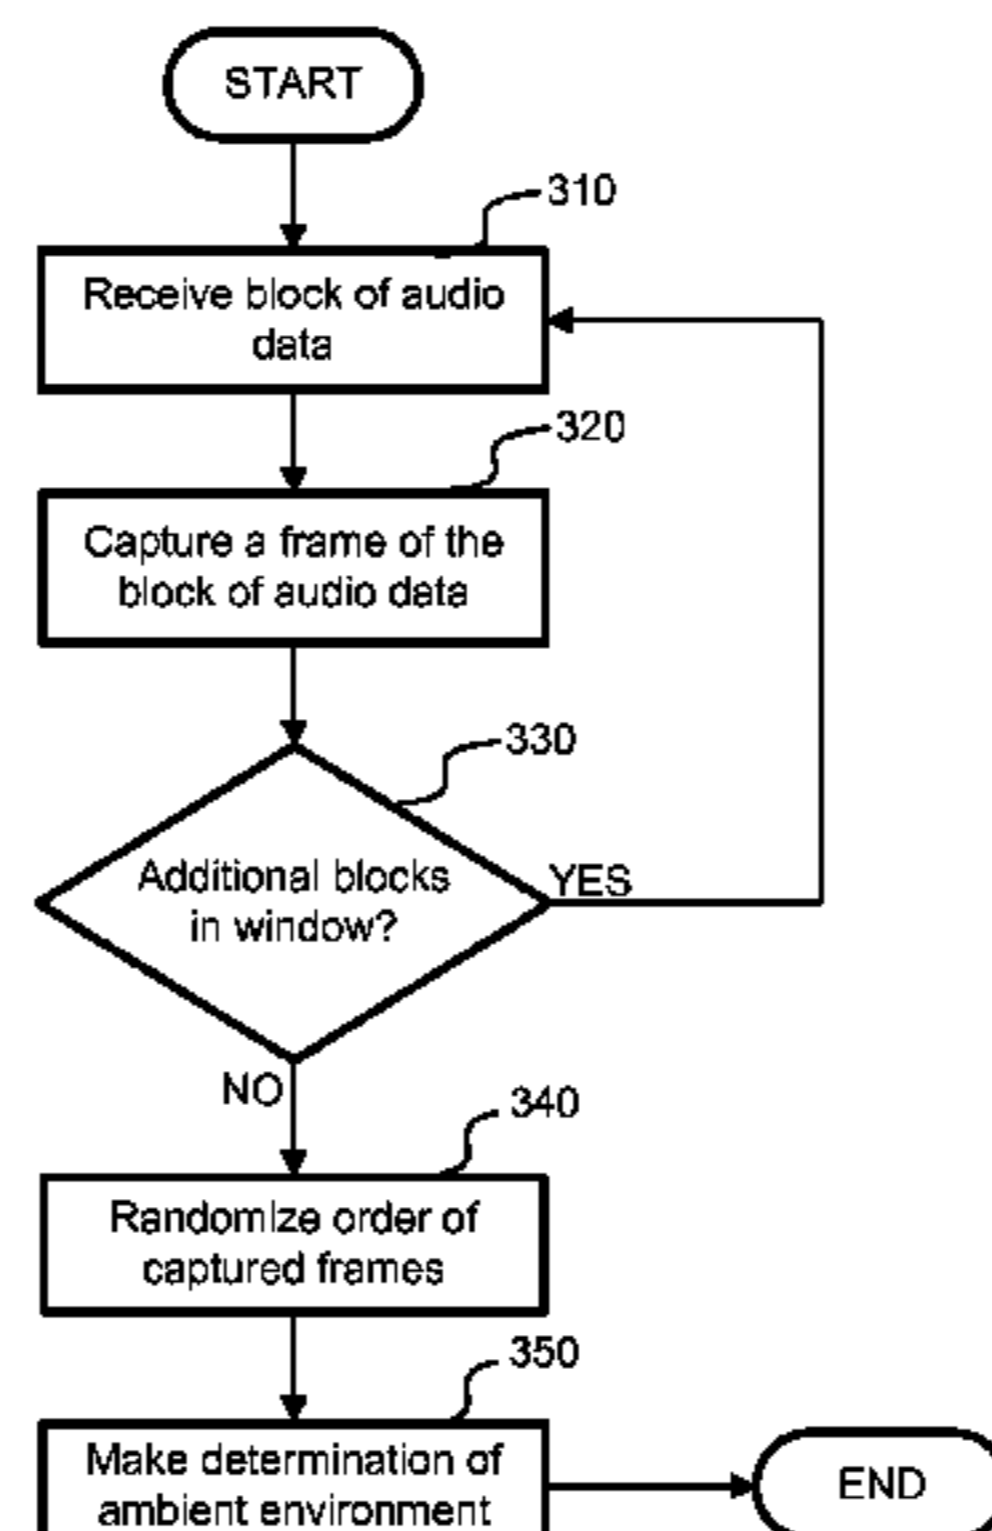 START
310
Receive block of audio
data
320
Capture a frame of the
block of audio data
330
Additional blocks
in window?
YES
NO
340
Randomize order of
captured frames
350
Make determination of
ambient environment
END